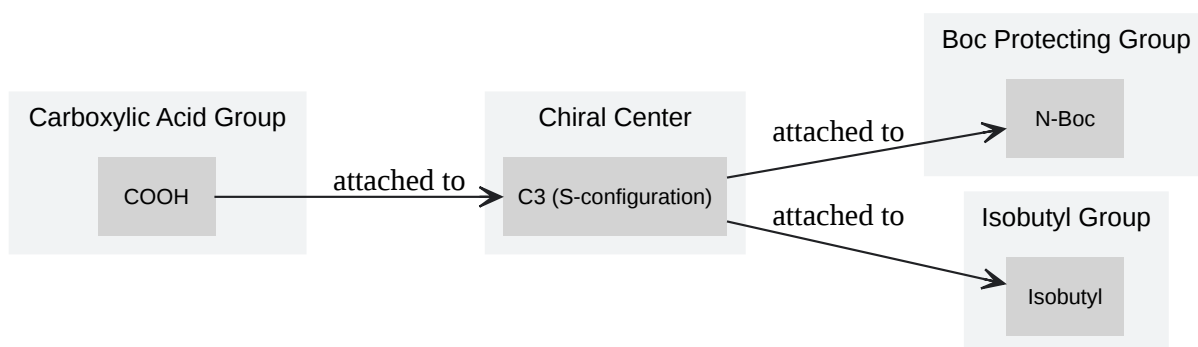 Boc Protecting Group
N-Boc
Carboxylic Acid Group
COOH
attached to
Chiral Center
C3 (S-configuration)
attached to
attached to
Isobutyl Group
Isobutyl